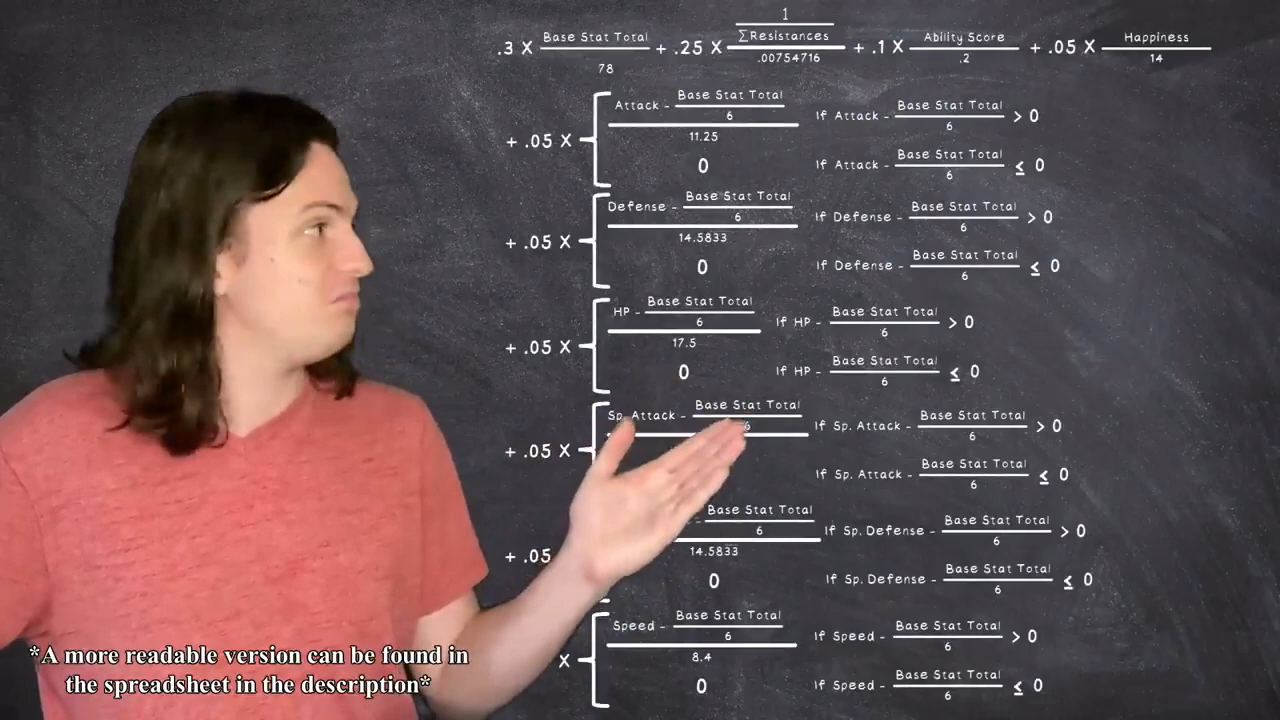 .3 X Base Stat Total / 78 + .25 X 1 / ΣResistances / .00754716 + .1 X Ability Score / .2 + .05 X Happiness / 14
+ .05 X { Attack - Base Stat Total / 6 / 11.25 If Attack - Base Stat Total / 6 > 0
0 If Attack - Base Stat Total / 6 ≤ 0
+ .05 X { Defense - Base Stat Total / 6 / 14.5833 If Defense - Base Stat Total / 6 > 0
0 If Defense - Base Stat Total / 6 ≤ 0
+ .05 X { HP - Base Stat Total / 6 / 17.5 If HP - Base Stat Total / 6 > 0
0 If HP - Base Stat Total / 6 ≤ 0
+ .05 X { Sp. Attack - Base Stat Total / 6 If Sp. Attack - Base Stat Total / 6 > 0
If Sp. Attack - Base Stat Total / 6 ≤ 0
+ .05 - Base Stat Total / 6 / 14.5833 If Sp. Defense - Base Stat Total / 6 > 0
0 If Sp. Defense - Base Stat Total / 6 ≤ 0
X { Speed - Base Stat Total / 6 / 8.4 If Speed - Base Stat Total / 6 > 0
0 If Speed - Base Stat Total / 6 ≤ 0
*A more readable version can be found in
the spreadsheet in the description*